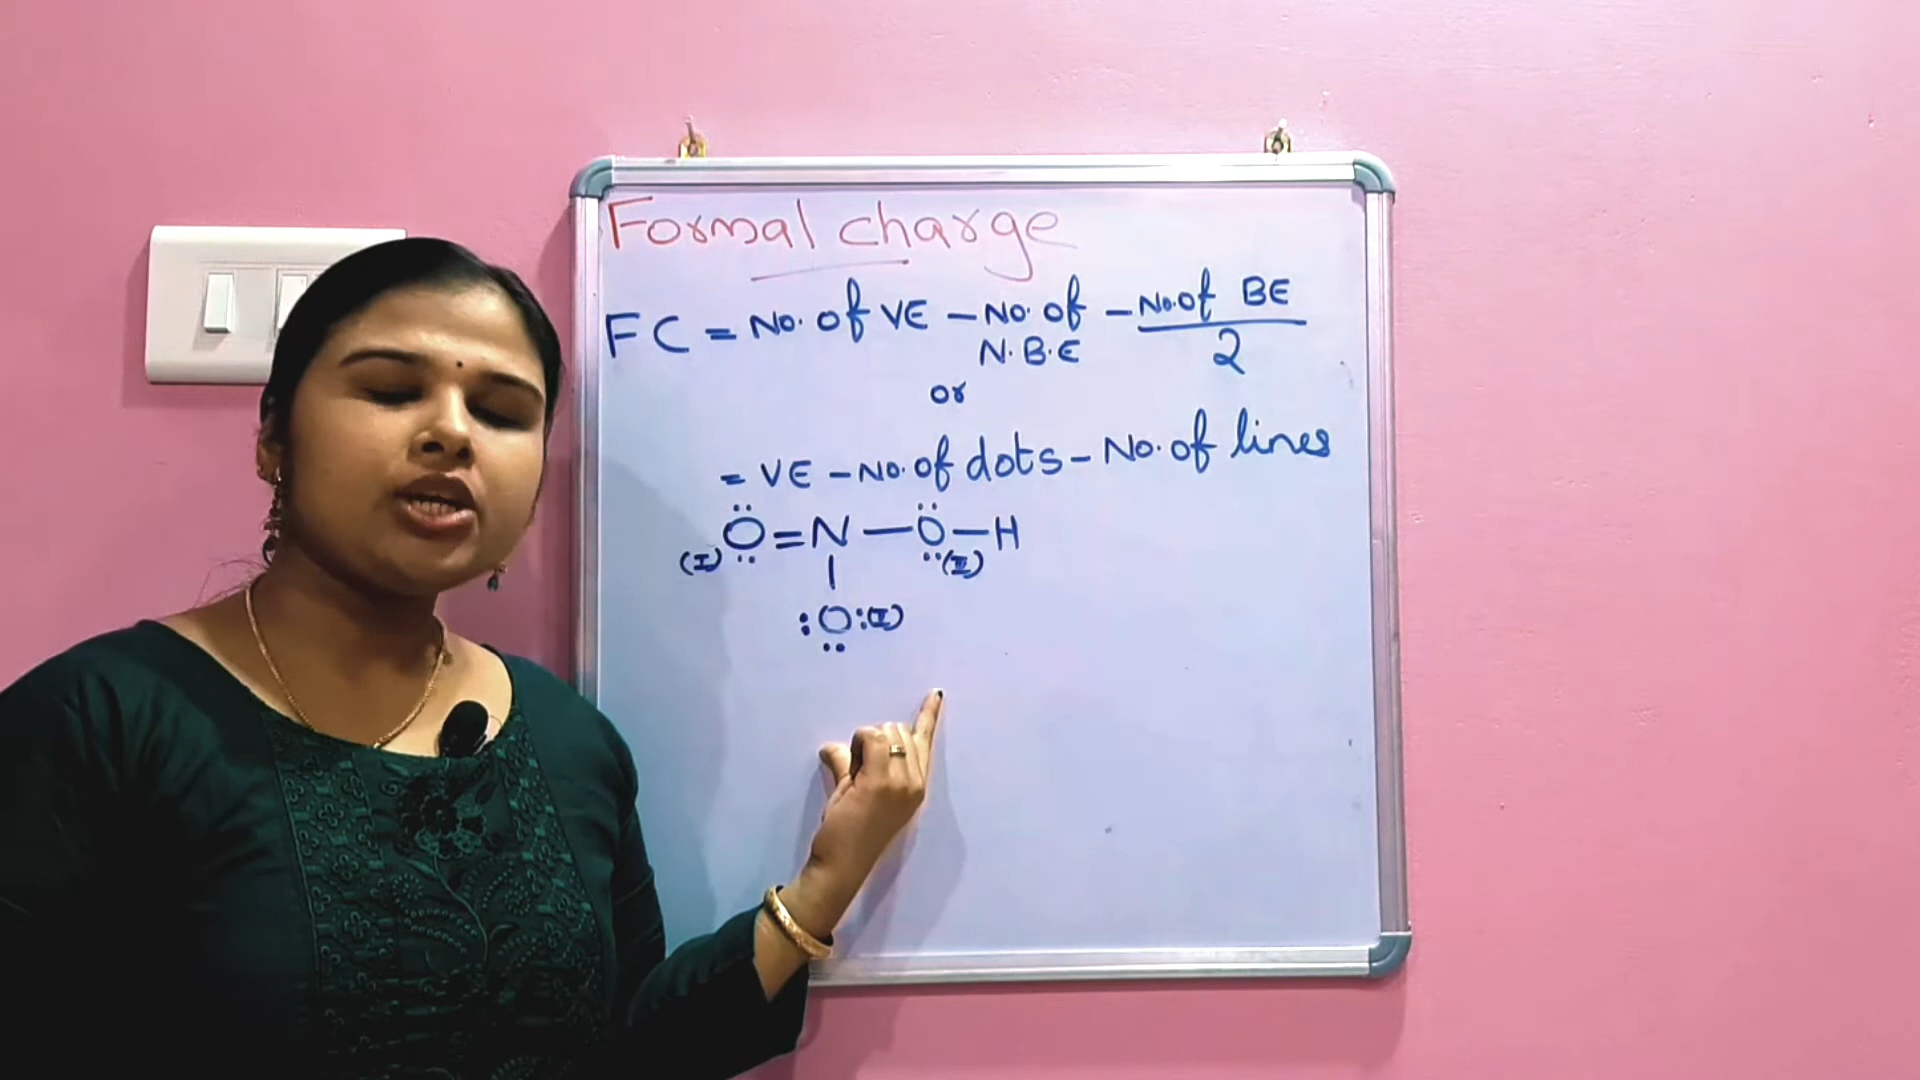 Formal charge
FC = No. of VE - No. of N.B.E - No. of BE / 2
or
= VE - No. of dots - No. of lines
(I) :Ö = N — Ö — H
(III)
|
:O: (I)